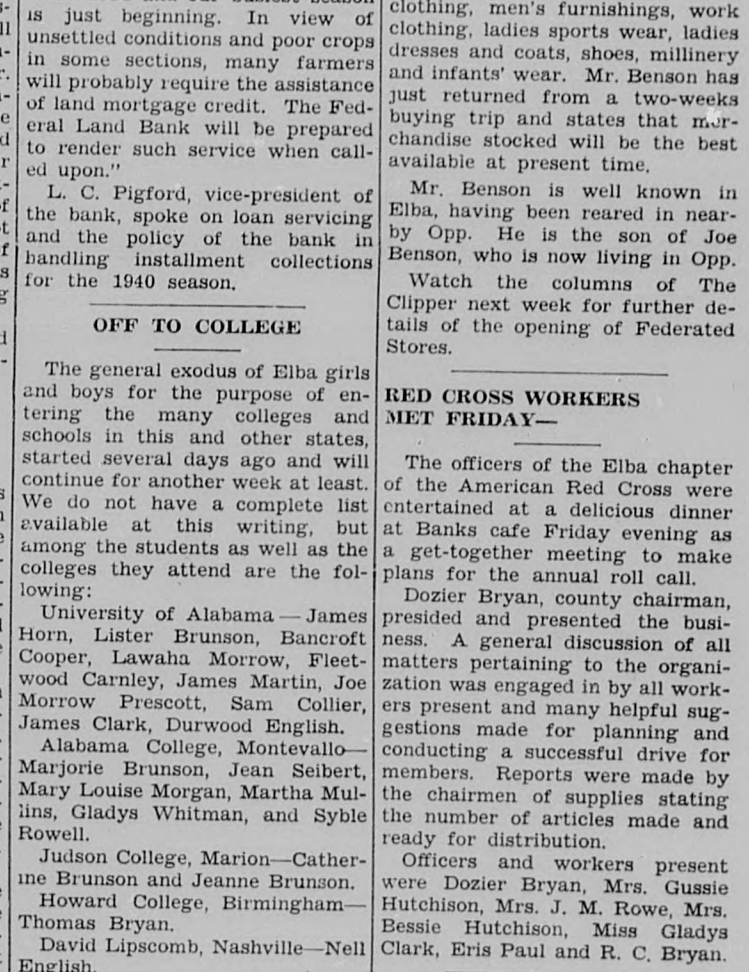 is just beginning. In view of
unsettled conditions and poor crops
in some sections, many farmers
will probably require the assistance
of land mortgage credit. The Fed-
eral Land Bank will be prepared
to render such service when call-
ed upon."
L. C. Pigford, vice-president of
the bank, spoke on loan servicing
and the policy of the bank in
handling installment collections
for the 1940 season.
OFF TO COLLEGE
The general exodus of Elba girls
and boys for the purpose of en-
tering the many colleges and
schools in this and other states,
started several days ago and will
continue for another week at least.
We do not have a complete list
available at this writing, but
among the students as well as the
colleges they attend are the fol-
lowing:
University of Alabama — James
Horn, Lister Brunson, Bancroft
Cooper, Lawaha Morrow, Fleet-
wood Carnley, James Martin, Joe
Morrow Prescott, Sam Collier,
James Clark, Durwood English.
Alabama College, Montevallo—
Marjorie Brunson, Jean Seibert,
Mary Louise Morgan, Martha Mul-
lins, Gladys Whitman, and Syble
Rowell.
Judson College, Marion—Cather-
ine Brunson and Jeanne Brunson.
Howard College, Birmingham—
Thomas Bryan.
David Lipscomb, Nashville—Nell
English.
clothing, men's furnishings, work
clothing, ladies sports wear, ladies
dresses and coats, shoes, millinery
and infants' wear. Mr. Benson has
just returned from a two-weeks
buying trip and states that mer-
chandise stocked will be the best
available at present time.
Mr. Benson is well known in
Elba, having been reared in near-
by Opp. He is the son of Joe
Benson, who is now living in Opp.
Watch the columns of The
Clipper next week for further de-
tails of the opening of Federated
Stores.
RED CROSS WORKERS
MET FRIDAY—
The officers of the Elba chapter
of the American Red Cross were
entertained at a delicious dinner
at Banks cafe Friday evening as
a get-together meeting to make
plans for the annual roll call.
Dozier Bryan, county chairman,
presided and presented the busi-
ness. A general discussion of all
matters pertaining to the organi-
zation was engaged in by all work-
ers present and many helpful sug-
gestions made for planning and
conducting a successful drive for
members. Reports were made by
the chairmen of supplies stating
the number of articles made and
ready for distribution.
Officers and workers present
were Dozier Bryan, Mrs. Gussie
Hutchison, Mrs. J. M. Rowe, Mrs.
Bessie Hutchison, Miss Gladys
Clark, Eris Paul and R. C. Bryan.